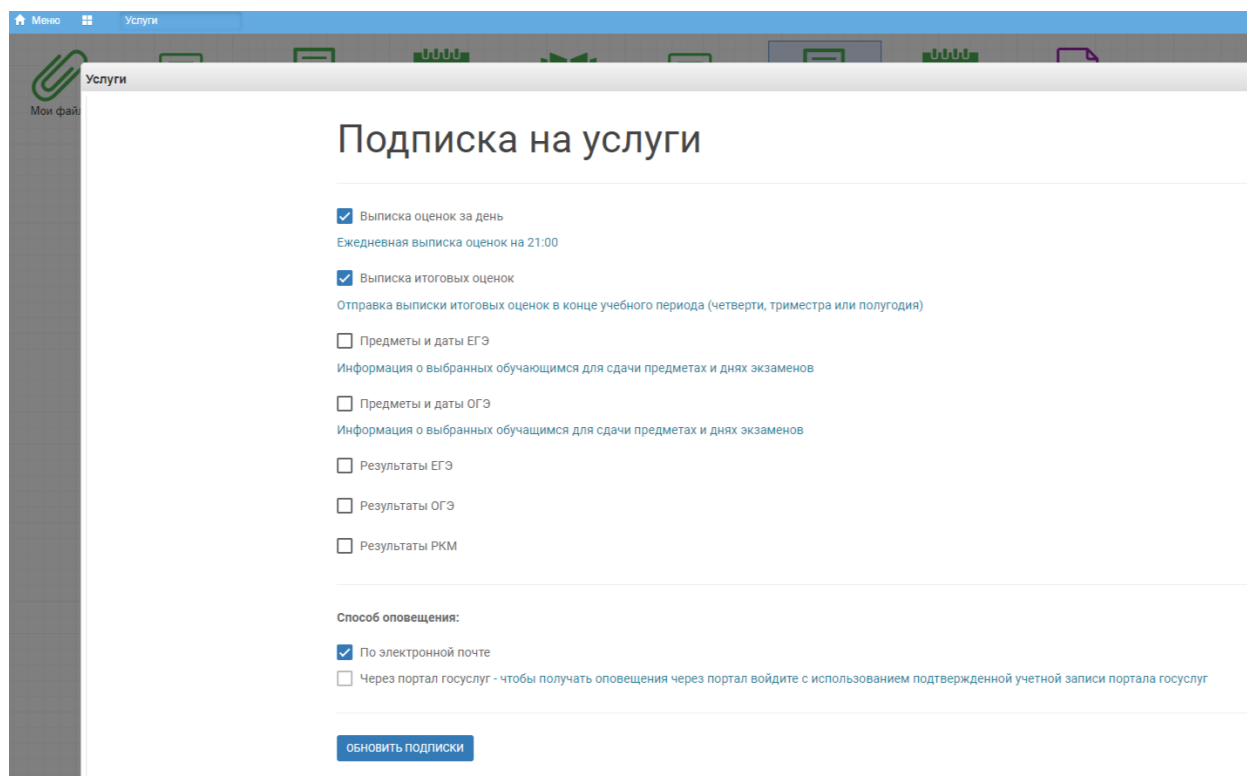 Меню
Услуги
Услуги
Мои фай
Подписка на услуги
Выписка оценок за день
Ежедневная выписка оценок на 21:00
Выписка итоговых оценок
Отправка выписки итоговых оценок в конце учебного периода (четверти, триместра или полугодия)
Предметы и даты ЕГЭ
Информация о выбранных обучающимся для сдачи предметах и днях экзаменов
Предметы и даты ОГЭ
Информация о выбранных обучащимся для сдачи предметах и днях экзаменов
Результаты ЕГЭ
Результаты ОГЭ
Результаты РКМ
Способ оповещения:
По электронной почте
Через портал госуслуг - чтобы получать оповещения через портал войдите с использованием подтвержденной учетной записи портала госуслуг
ОБНОВИТЬ ПОДПИСКИ